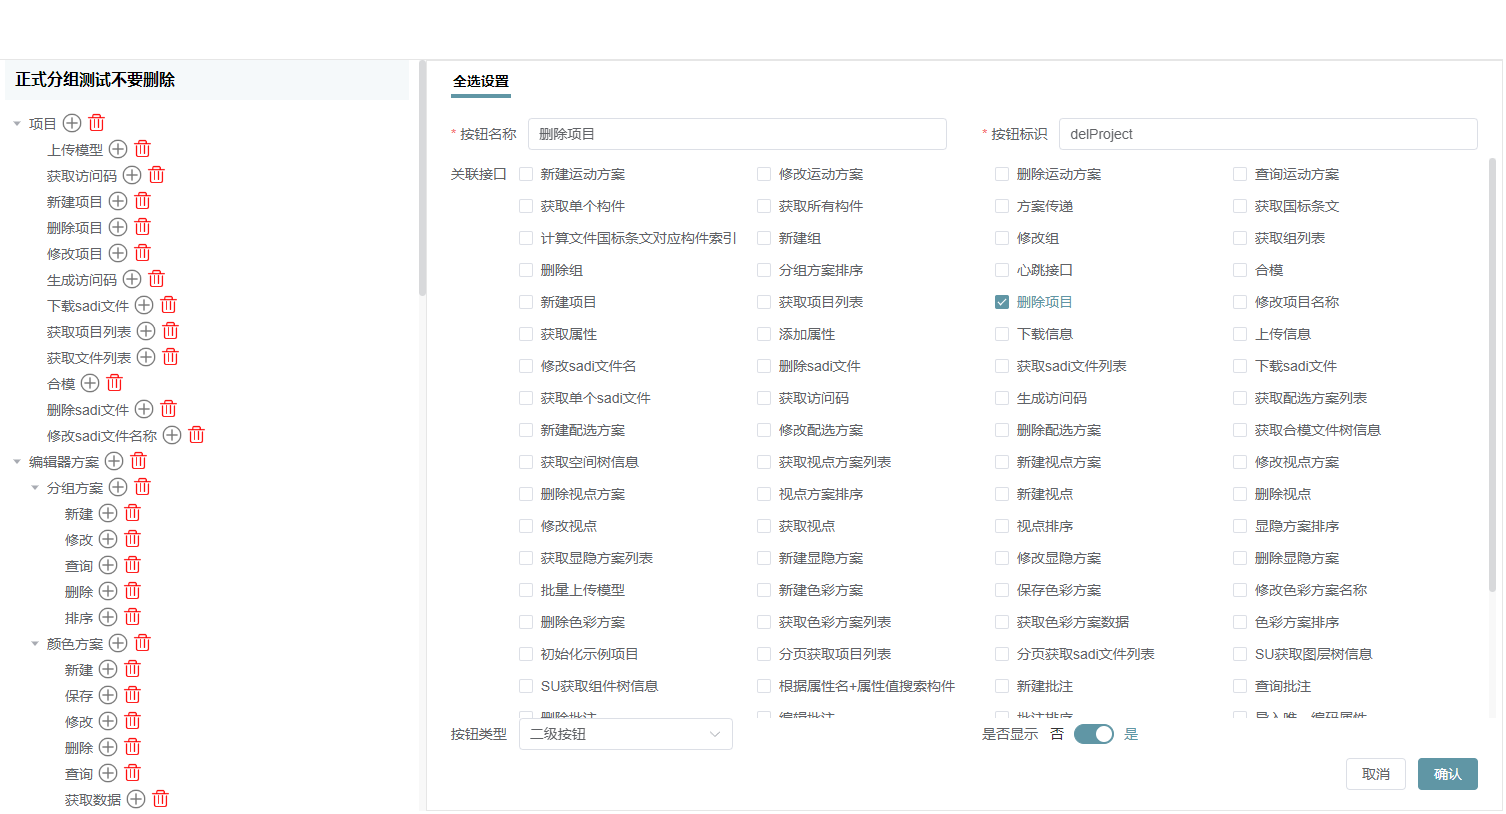 正式分组测试不要删除
项目
上传模型
获取访问码
新建项目
删除项目
修改项目
生成访问码
下载sadi文件
获取项目列表
获取文件列表
合模
删除sadi文件
修改sadi文件名称
编辑器方案
分组方案
新建
修改
查询
删除
排序
颜色方案
新建
保存
修改
删除
查询
获取数据
全选设置
* 按钮名称 删除项目 * 按钮标识 delProject
关联接口 新建运动方案 修改运动方案 删除运动方案 查询运动方案
获取单个构件 获取所有构件 方案传递 获取国标条文
计算文件国标条文对应构件索引 新建组 修改组 获取组列表
删除组 分组方案排序 心跳接口 合模
新建项目 获取项目列表 删除项目 修改项目名称
获取属性 添加属性 下载信息 上传信息
修改sadi文件名 删除sadi文件 获取sadi文件列表 下载sadi文件
获取单个sadi文件 获取访问码 生成访问码 获取配选方案列表
新建配选方案 修改配选方案 删除配选方案 获取合模文件树信息
获取空间树信息 获取视点方案列表 新建视点方案 修改视点方案
删除视点方案 视点方案排序 新建视点 删除视点
修改视点 获取视点 视点排序 显隐方案排序
获取显隐方案列表 新建显隐方案 修改显隐方案 删除显隐方案
批量上传模型 新建色彩方案 保存色彩方案 修改色彩方案名称
删除色彩方案 获取色彩方案列表 获取色彩方案数据 色彩方案排序
初始化示例项目 分页获取项目列表 分页获取sadi文件列表 SU获取图层树信息
SU获取组件树信息 根据属性名+属性值搜索构件 新建批注 查询批注
删除批注 编辑批注 批注排序 导入唯一编码属性
按钮类型 二级按钮 是否显示 否 是
取消 确认